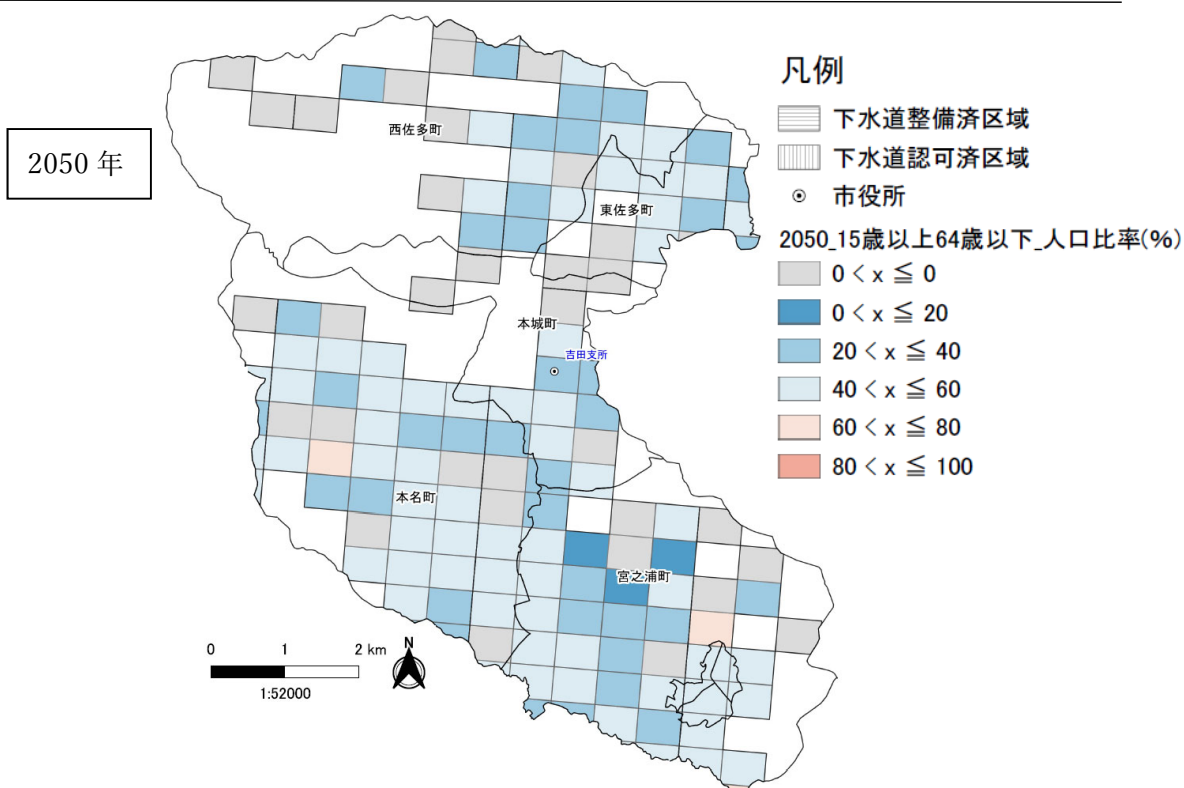 2050 年
凡例
下水道整備済区域
下水道認可済区域
市役所
2050_15歳以上64歳以下_人口比率(%)
0 < x ≦ 0
0 < x ≦ 20
20 < x ≦ 40
40 < x ≦ 60
60 < x ≦ 80
80 < x ≦ 100
西佐多町
東佐多町
本城町
吉田支所
本名町
宮之浦町
0 1 2 km
N
1:52000